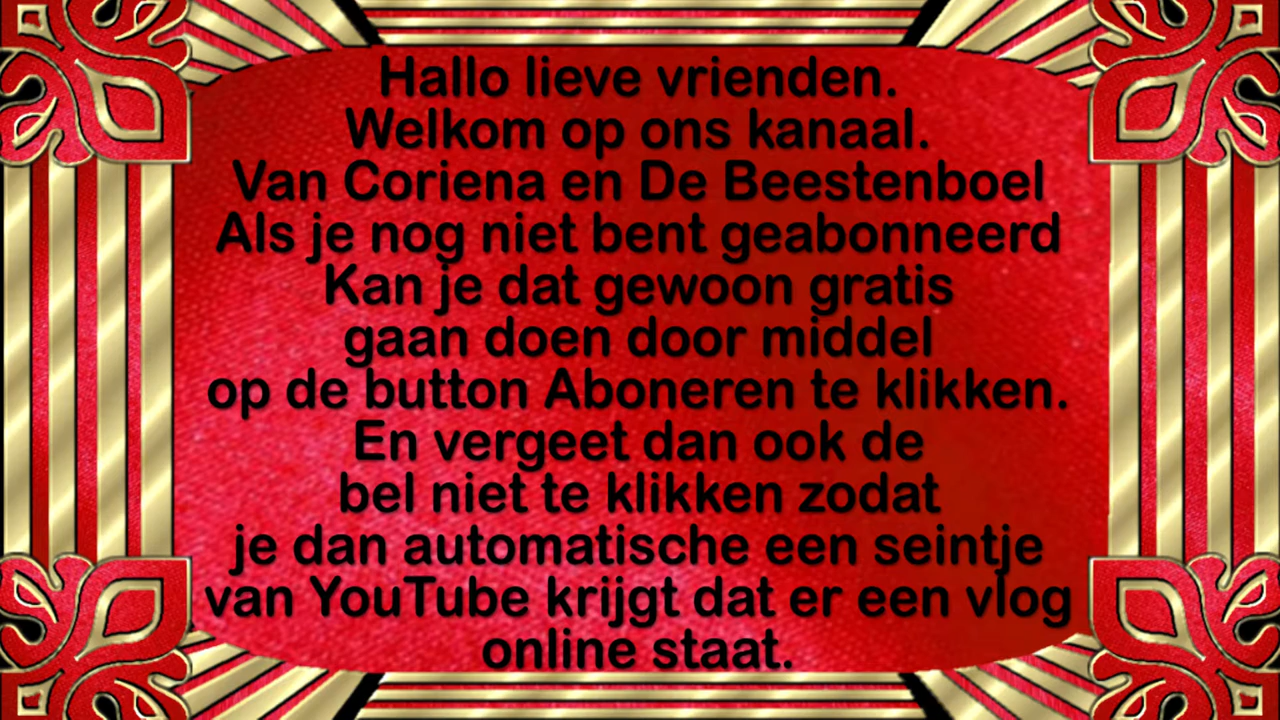 Hallo lieve vrienden.
Welkom op ons kanaal.
Van Coriena en De Beestenboel
Als je nog niet bent geabonneerd
Kan je dat gewoon gratis
gaan doen door middel
op de button Aboneren te klikken.
En vergeet dan ook de
bel niet te klikken zodat
je dan automatische een seintje
van YouTube krijgt dat er een vlog
online staat.